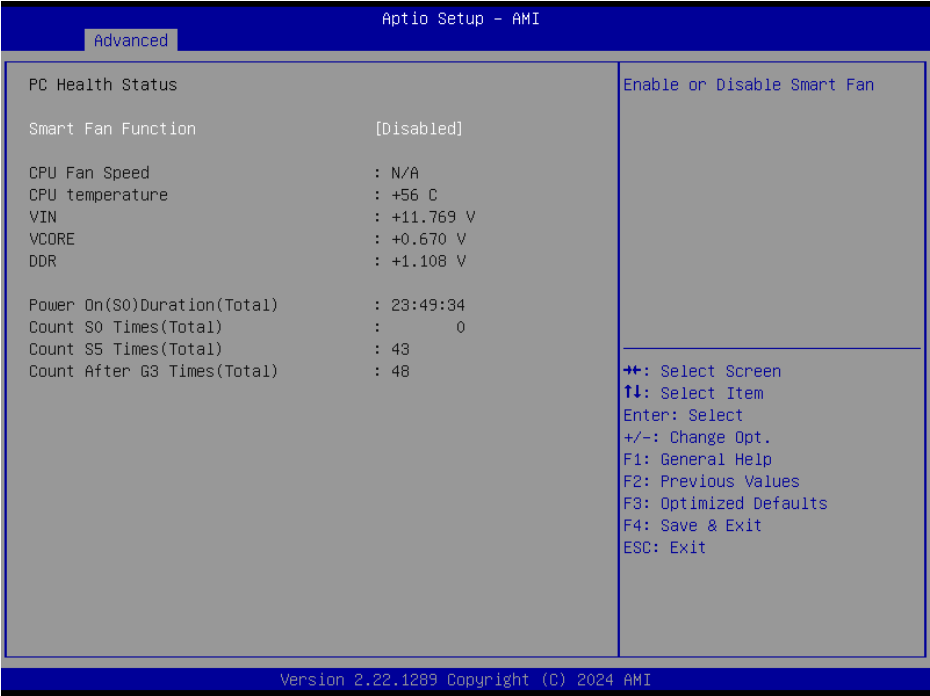 Aptio Setup - AMI
Advanced
PC Health Status
Smart Fan Function [Disabled]
CPU Fan Speed : N/A
CPU temperature : +56 C
VIN : +11.769 V
VCORE : +0.670 V
DDR : +1.108 V
Power On(S0)Duration(Total) : 23:49:34
Count S0 Times(Total) : 0
Count S5 Times(Total) : 43
Count After G3 Times(Total) : 48
Enable or Disable Smart Fan
→←: Select Screen
↑↓: Select Item
Enter: Select
+/-: Change Opt.
F1: General Help
F2: Previous Values
F3: Optimized Defaults
F4: Save & Exit
ESC: Exit
Version 2.22.1289 Copyright (C) 2024 AMI